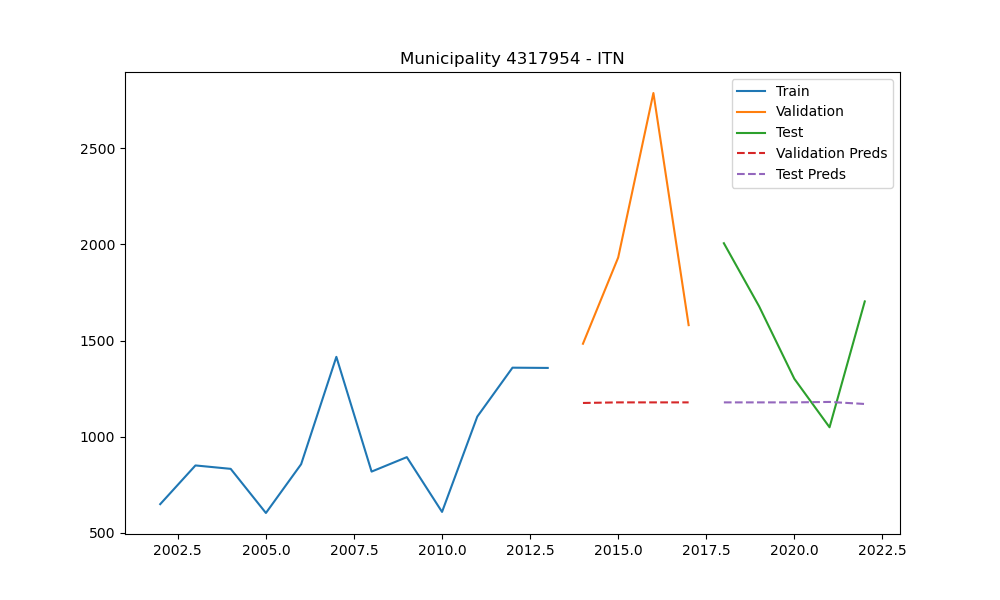 Municipality 4317954 - ITN
Train
Validation
Test
Validation Preds
Test Preds
2500
2000
1500
1000
500
2002.5 2005.0 2007.5 2010.0 2012.5 2015.0 2017.5 2020.0 2022.5